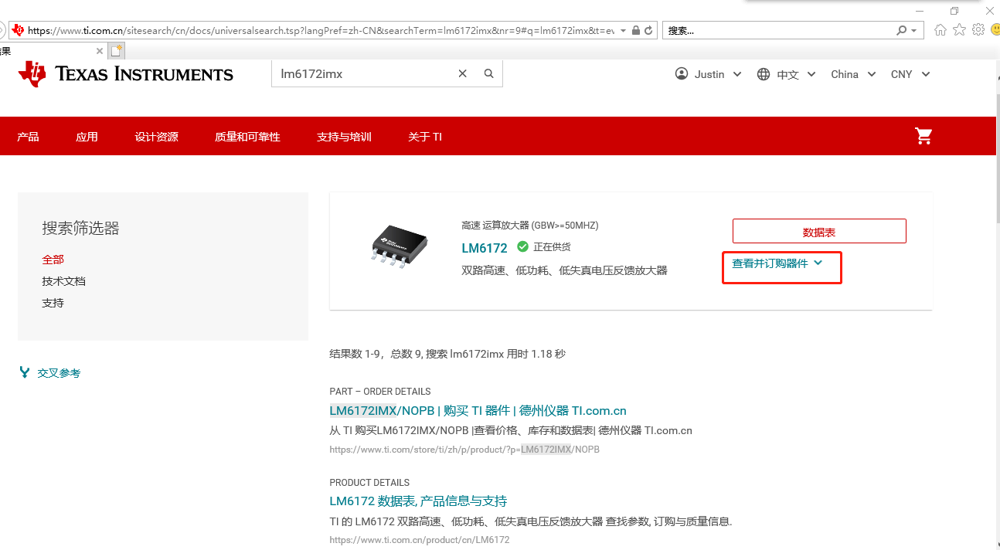 https://www.ti.com.cn/sitesearch/cn/docs/universalsearch.tsp?langPref=zh-CN&searchTerm=lm6172imx&nr=9#q=lm6172imx&t=ev
搜索...
果
TEXAS INSTRUMENTS
lm6172imx
Justin
中文
China
CNY
产品
应用
设计资源
质量和可靠性
支持与培训
关于 TI
搜索筛选器
全部
技术文档
支持
交叉参考
高速 运算放大器 (GBW>=50MHZ)
LM6172 正在供货
双路高速、低功耗、低失真电压反馈放大器
数据表
查看并订购器件
结果数 1-9，总数 9, 搜索 lm6172imx 用时 1.18 秒
PART – ORDER DETAILS
LM6172IMX/NOPB | 购买 TI 器件 | 德州仪器 TI.com.cn
从 TI 购买LM6172IMX/NOPB |查看价格、库存和数据表| 德州仪器 TI.com.cn
https://www.ti.com/store/ti/zh/p/product/?p=LM6172IMX/NOPB
PRODUCT DETAILS
LM6172 数据表, 产品信息与支持
TI 的 LM6172 双路高速、低功耗、低失真电压反馈放大器 查找参数, 订购与质量信息.
https://www.ti.com.cn/product/cn/LM6172